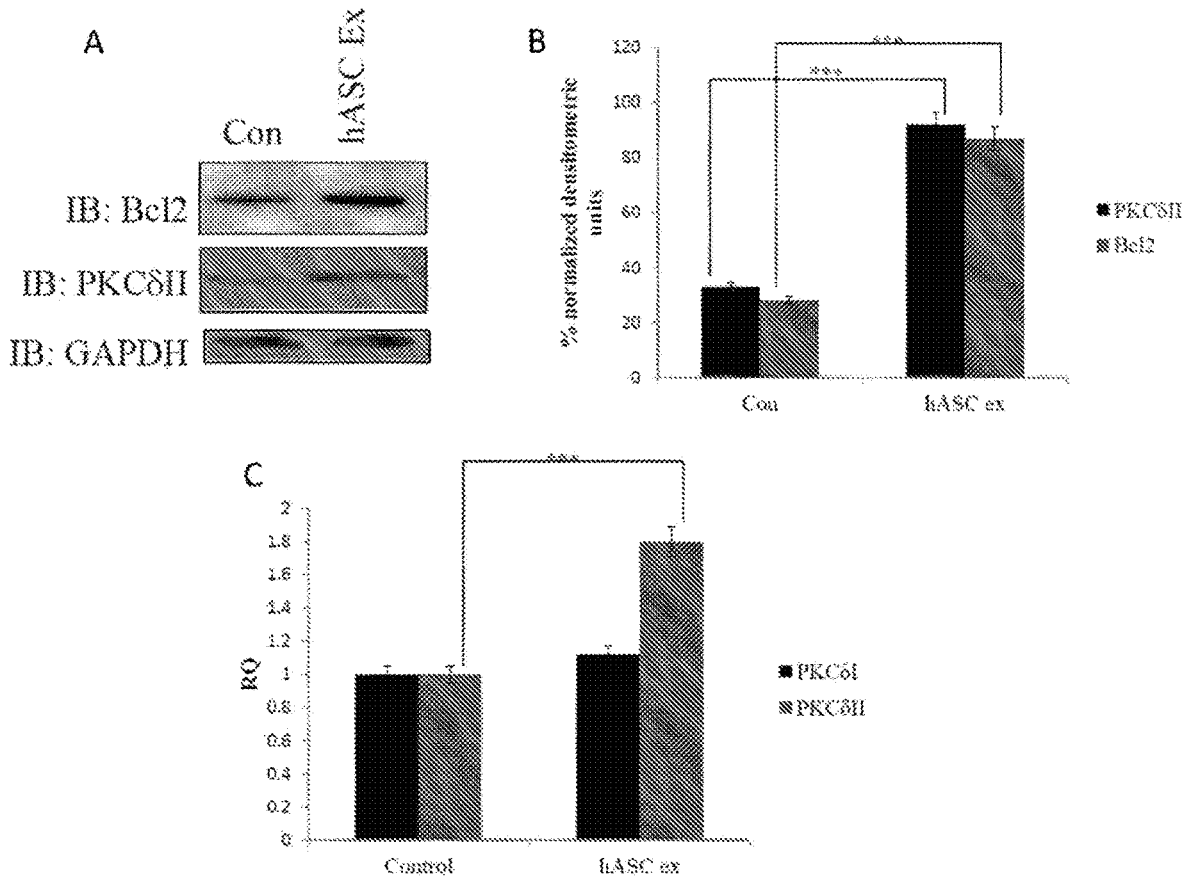 A
Con
hASC Ex
IB: Bcl2
IB: PKCδII
IB: GAPDH
B
% normalized densitometric units
120
100
80
60
40
20
0
***
***
Con
hASC ex
PKCδII
Bcl2
C
RQ
2
1.8
1.6
1.4
1.2
1
0.8
0.6
0.4
0.2
0
***
Control
hASC ex
PKCδI
PKCδII